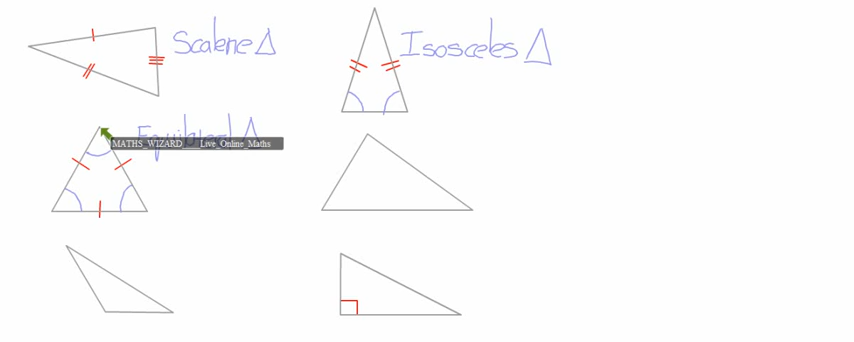 Scalene Δ
Isosceles Δ
Δ
MATHS_WIZARD___Live_Online_Maths